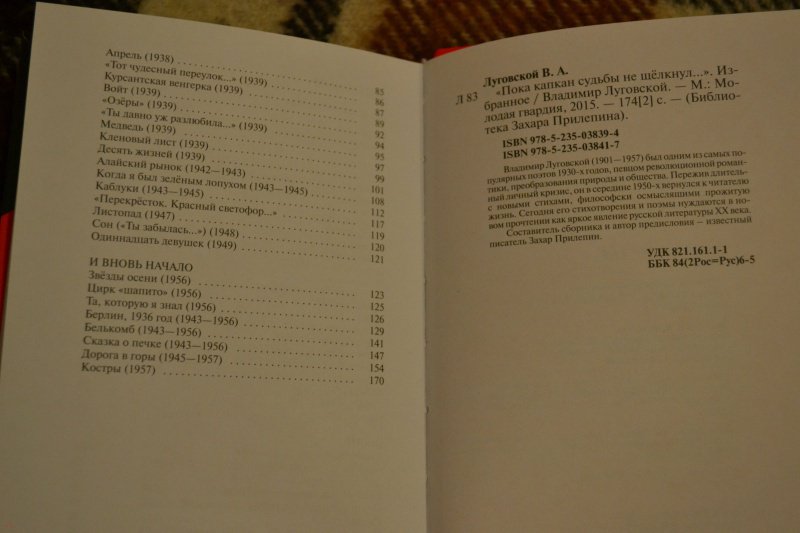 Апрель (1938) 85
«Тот чудесный переулок...» (1939) 86
Курсантская венгерка (1939) 87
Войт (1939) 89
«Озёры» (1939) 92
«Ты давно уж разлюбила...» (1939) 94
Медведь (1939) 95
Кленовый лист (1939) 97
Десять жизней (1939) 99
Алайский рынок (1942—1943) 101
Когда я был зелёным лопухом (1943—1945) 108
Каблуки (1943—1945) 112
«Перекрёсток. Красный светофор...» 117
Листопад (1947) 119
Сон («Ты забылась...») (1948) 120
Одиннадцать девушек (1949) 121
И ВНОВЬ НАЧАЛО
Звёзды осени (1956) 123
Цирк «шапито» (1956) 125
Та, которую я знал (1956) 126
Берлин, 1936 год (1943—1956) 129
Белькомб (1943—1956) 141
Сказка о печке (1943—1956) 147
Дорога в горы (1945—1957) 154
Костры (1957) 170
Луговской В. А.
Л 83 «Пока капкан судьбы не щёлкнул...». Из-
бранное / Владимир Луговской. — М.: Мо-
лодая гвардия, 2015. — 174[2] с. — (Библио-
тека Захара Прилепина).
ISBN 978-5-235-03839-4
ISBN 978-5-235-03841-7
Владимир Луговской (1901—1957) был одним из самых по-
пулярных поэтов 1930-х годов, певцом революционной роман-
тики, преобразования природы и общества. Пережив длитель-
ный личный кризис, он в середине 1950-х вернулся к читателю
с новыми стихами, философски осмыслящими прожитую
жизнь. Сегодня его стихотворения и поэмы нуждаются в но-
вом прочтении как яркое явление русской литературы XX века.
Составитель сборника и автор предисловия — известный
писатель Захар Прилепин.
УДК 821.161.1-1
ББК 84(2Рос=Рус)6-5